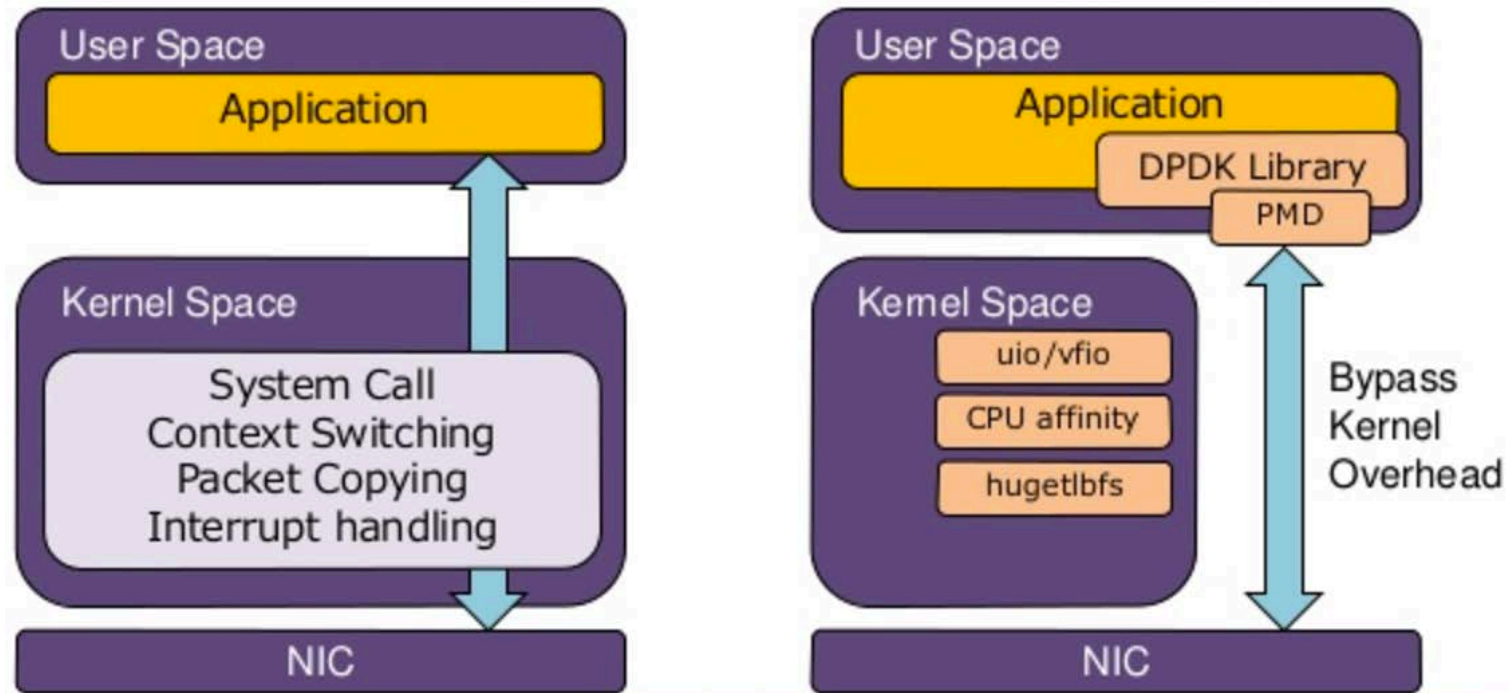 User Space
Application
Kernel Space
System Call
Context Switching
Packet Copying
Interrupt handling
NIC
User Space
Application
DPDK Library
PMD
Kernel Space
uio/vfio
CPU affinity
hugetlbfs
Bypass
Kernel
Overhead
NIC